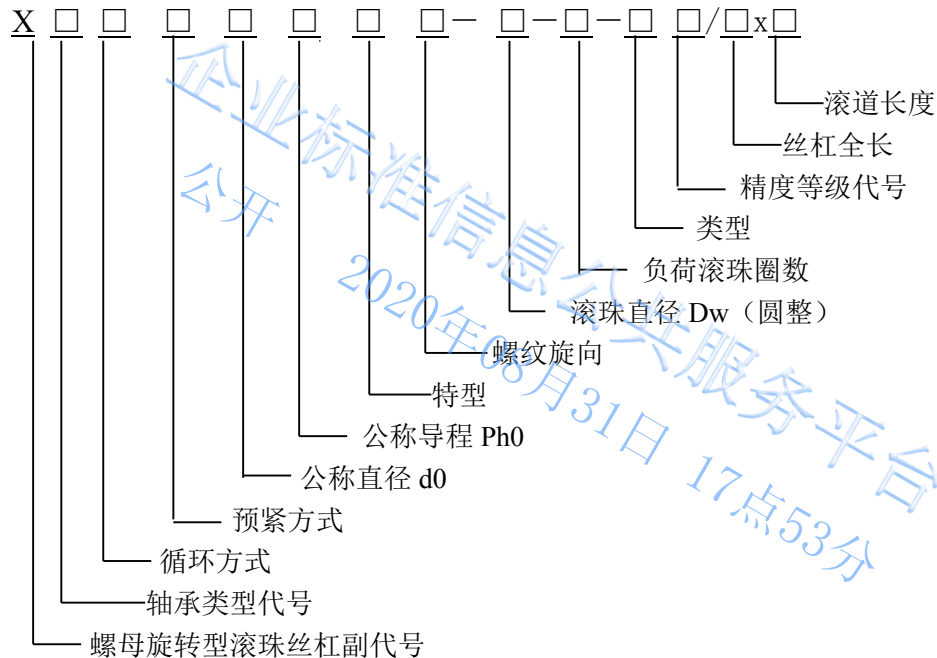 X □ □ □ □ □ □ □－□－□－□ □/□x□
滚道长度
丝杠全长
精度等级代号
类型
负荷滚珠圈数
滚珠直径 Dw（圆整）
螺纹旋向
特型
公称导程 Ph0
公称直径 d0
预紧方式
循环方式
轴承类型代号
螺母旋转型滚珠丝杠副代号
企业标准信息公共服务平台
公开
2020年08月31日 17点53分